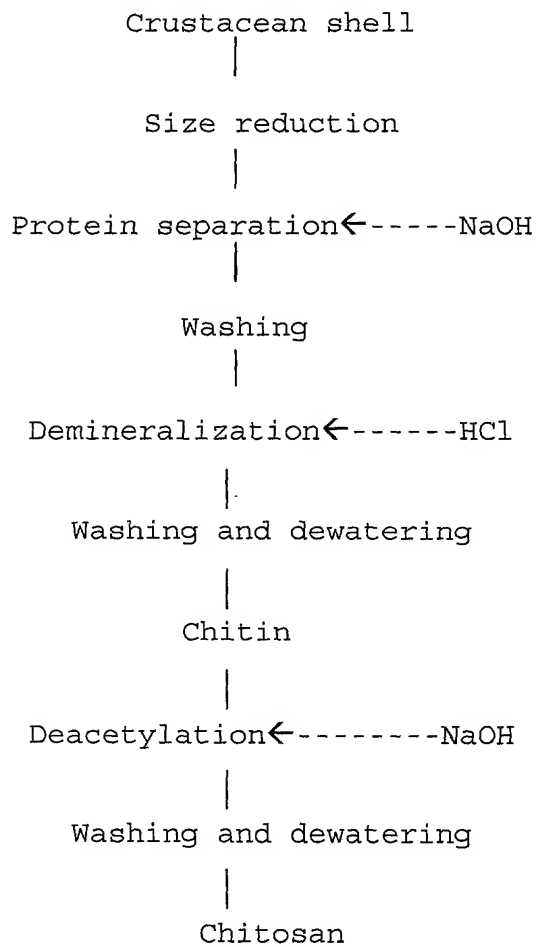 Crustacean shell
Size reduction
Protein separation←-----NaOH
Washing
Demineralization←------HCl
Washing and dewatering
Chitin
Deacetylation←--------NaOH
Washing and dewatering
Chitosan